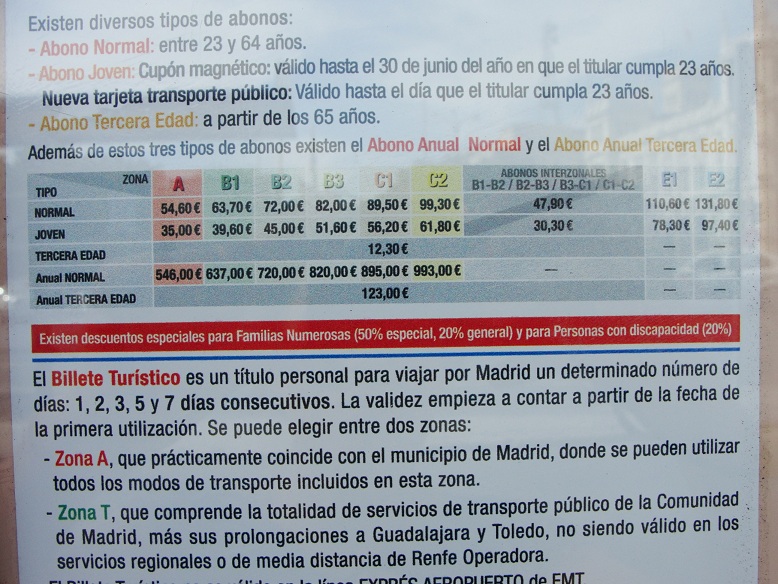 Existen diversos tipos de abonos:
- Abono Normal: entre 23 y 64 años.
- Abono Joven: Cupón magnético: válido hasta el 30 de junio del año en que el titular cumpla 23 años.
Nueva tarjeta transporte público: Válido hasta el día que el titular cumpla 23 años.
- Abono Tercera Edad: a partir de los 65 años.
Además de estos tres tipos de abonos existen el Abono Anual Normal y el Abono Anual Tercera Edad.
TIPO ZONA A B1 B2 B3 C1 C2 ABONOS INTERZONALES B1-B2 / B2-B3 / B3-C1 / C1-C2 E1 E2
NORMAL 54,60 € 63,70 € 72,00 € 82,00 € 89,50 € 99,30 € 47,90 € 110,60 € 131,80 €
JOVEN 35,00 € 39,60 € 45,00 € 51,60 € 56,20 € 61,80 € 30,30 € 78,30 € 97,40 €
TERCERA EDAD 12,30 € — —
Anual NORMAL 546,00 € 637,00 € 720,00 € 820,00 € 895,00 € 993,00 € — — —
Anual TERCERA EDAD 123,00 € — —
Existen descuentos especiales para Familias Numerosas (50% especial, 20% general) y para Personas con discapacidad (20%)
El Billete Turístico es un título personal para viajar por Madrid un determinado número de
días: 1, 2, 3, 5 y 7 días consecutivos. La validez empieza a contar a partir de la fecha de
la primera utilización. Se puede elegir entre dos zonas:
- Zona A, que prácticamente coincide con el municipio de Madrid, donde se pueden utilizar
todos los modos de transporte incluidos en esta zona.
- Zona T, que comprende la totalidad de servicios de transporte público de la Comunidad
de Madrid, más sus prolongaciones a Guadalajara y Toledo, no siendo válido en los
servicios regionales o de media distancia de Renfe Operadora.
El Billete Turístico no es válido en la línea EXPRÉS AEROPUERTO de EMT